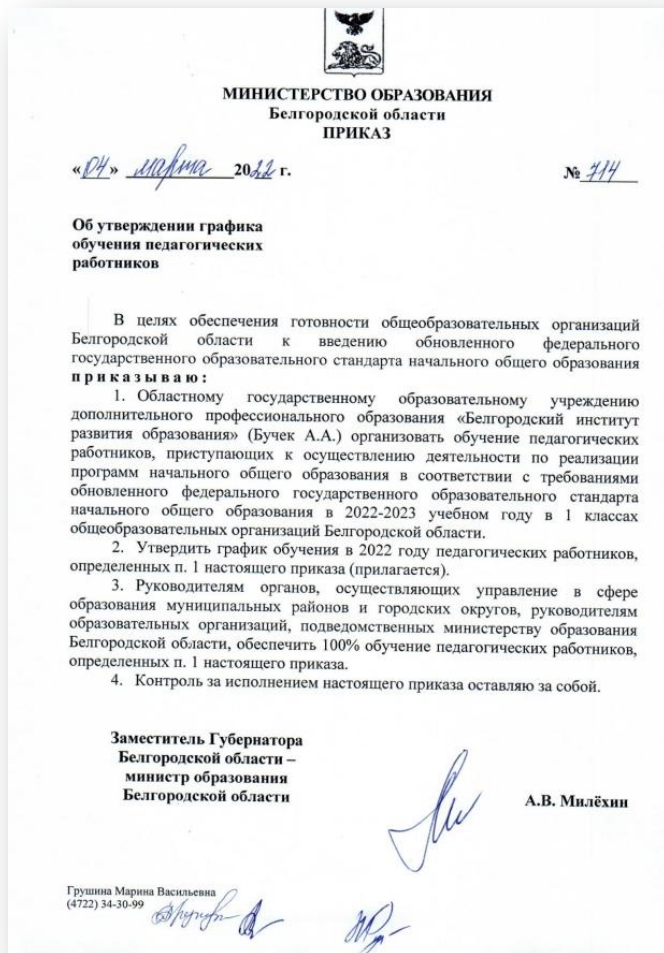 МИНИСТЕРСТВО ОБРАЗОВАНИЯ
Белгородской области
ПРИКАЗ
«04» марта 2022 г.
№ 714
Об утверждении графика
обучения педагогических
работников
В целях обеспечения готовности общеобразовательных организаций
Белгородской области к введению обновленного федерального
государственного образовательного стандарта начального общего образования
п р и к а з ы в а ю :
1. Областному государственному образовательному учреждению
дополнительного профессионального образования «Белгородский институт
развития образования» (Бучек А.А.) организовать обучение педагогических
работников, приступающих к осуществлению деятельности по реализации
программ начального общего образования в соответствии с требованиями
обновленного федерального государственного образовательного стандарта
начального общего образования в 2022-2023 учебном году в 1 классах
общеобразовательных организаций Белгородской области.
2. Утвердить график обучения в 2022 году педагогических работников,
определенных п. 1 настоящего приказа (прилагается).
3. Руководителям органов, осуществляющих управление в сфере
образования муниципальных районов и городских округов, руководителям
образовательных организаций, подведомственных министерству образования
Белгородской области, обеспечить 100% обучение педагогических работников,
определенных п. 1 настоящего приказа.
4. Контроль за исполнением настоящего приказа оставляю за собой.
Заместитель Губернатора
Белгородской области –
министр образования
Белгородской области
А.В. Милёхин
Грушина Марина Васильевна
(4722) 34-30-99